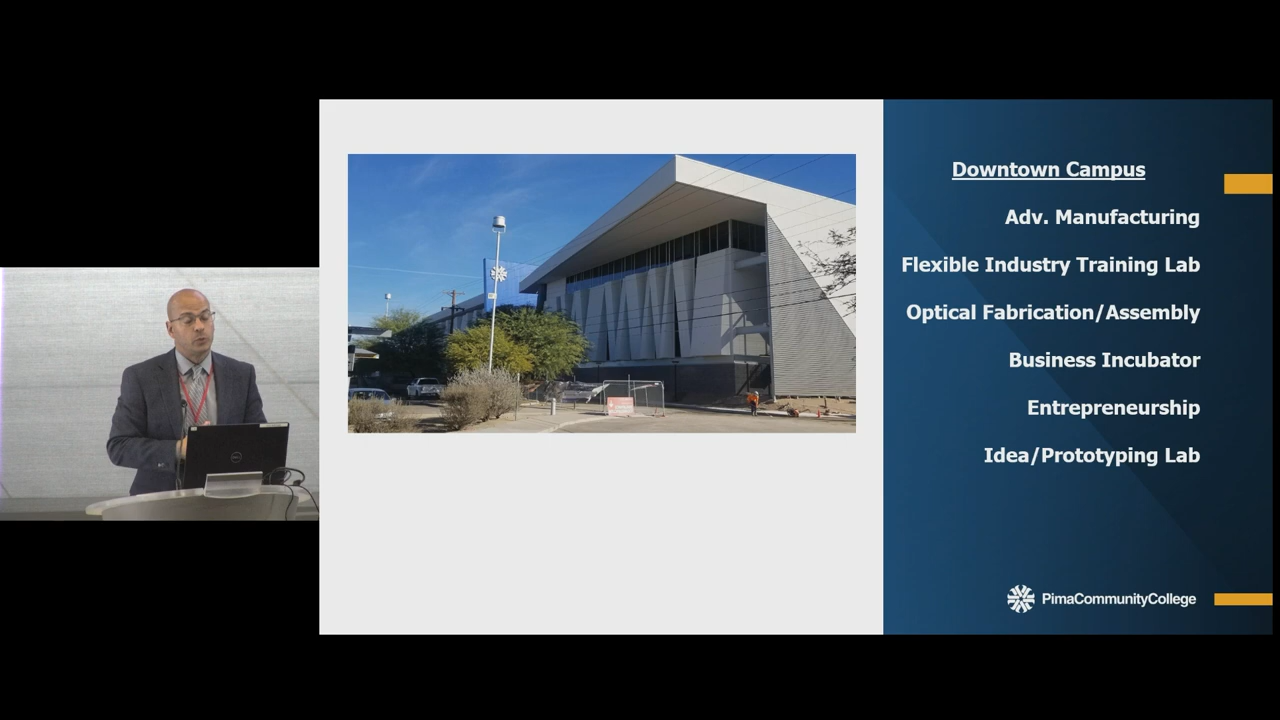 Downtown Campus
Adv. Manufacturing
Flexible Industry Training Lab
Optical Fabrication/Assembly
Business Incubator
Entrepreneurship
Idea/Prototyping Lab
PimaCommunityCollege